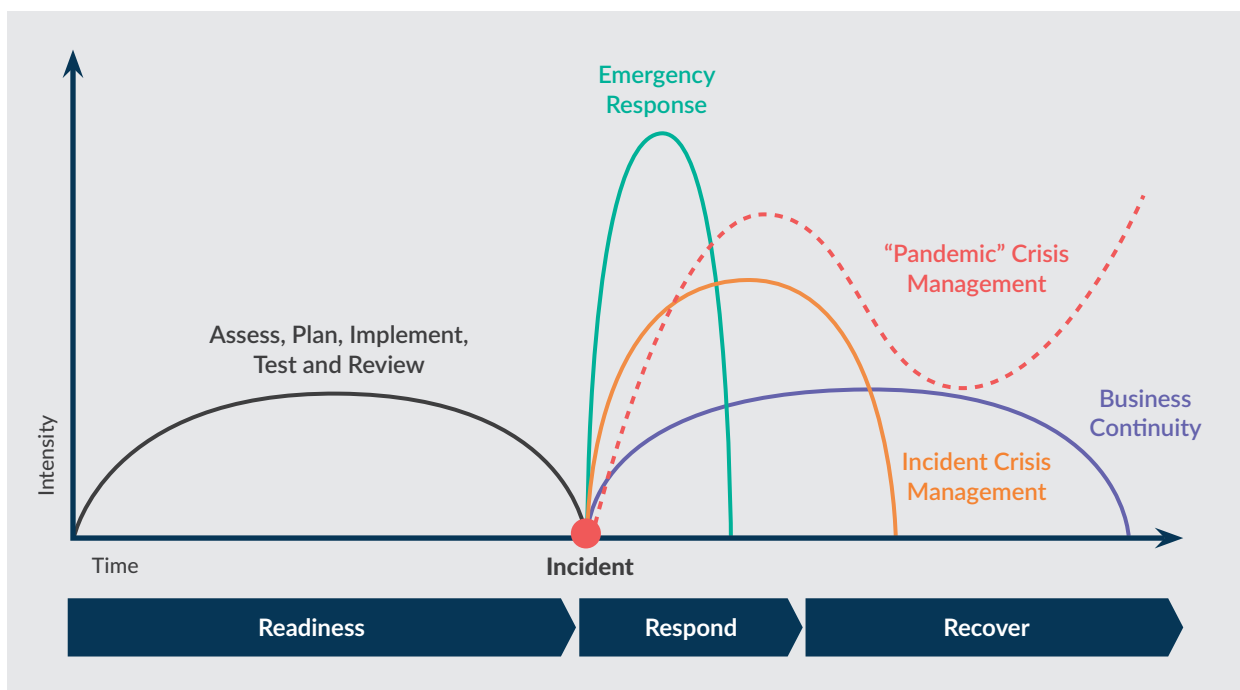 Emergency
Response
“Pandemic” Crisis
Management
Assess, Plan, Implement,
Test and Review
Business
Continuity
Incident Crisis
Management
Intensity
Time
Incident
Readiness
Respond
Recover